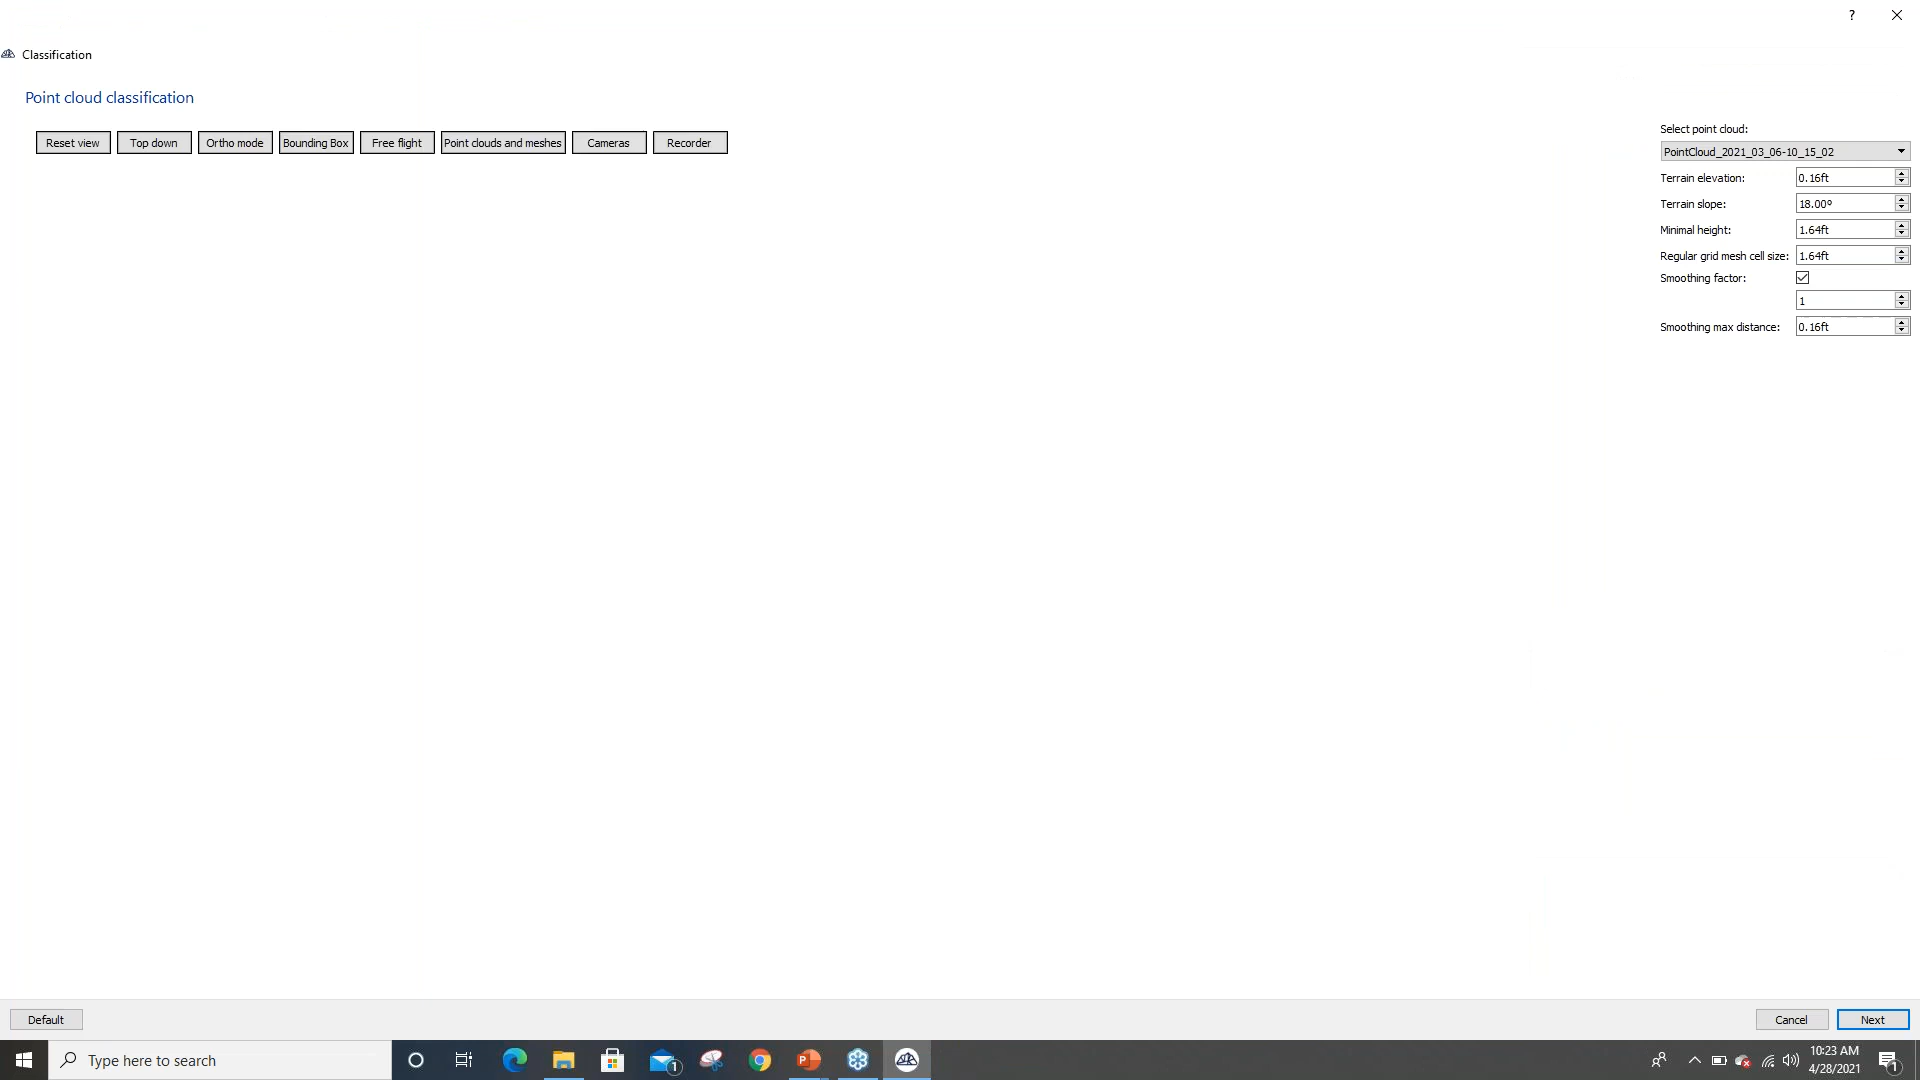 ?
Classification
Point cloud classification
Reset view
Top down
Ortho mode
Bounding Box
Free flight
Point clouds and meshes
Cameras
Recorder
Select point cloud:
PointCloud_2021_03_06-10_15_02
Terrain elevation: 0.16ft
Terrain slope: 18.00º
Minimal height: 1.64ft
Regular grid mesh cell size: 1.64ft
Smoothing factor:
1
Smoothing max distance: 0.16ft
Default
Cancel
Next
Type here to search
1
P
10:23 AM
4/28/2021
1